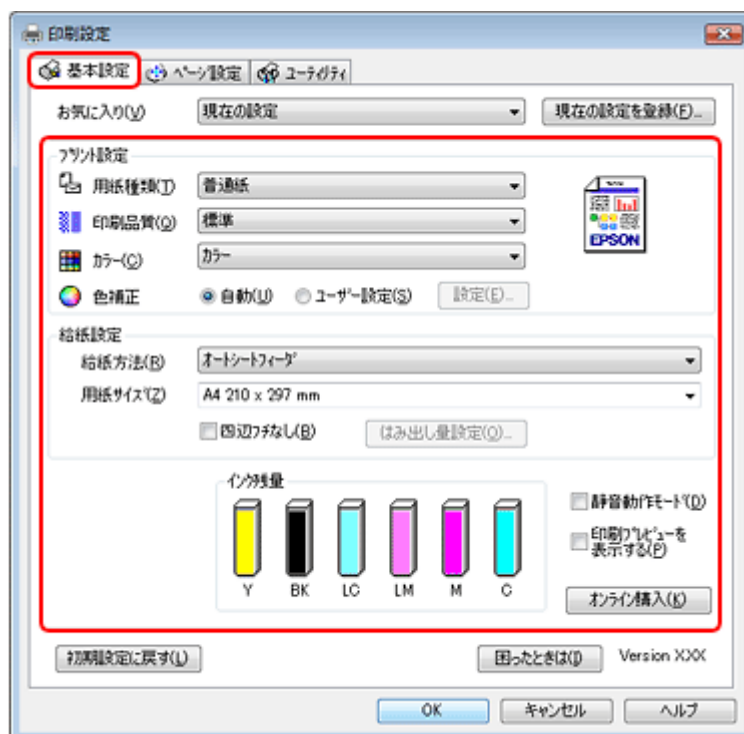 印刷設定
基本設定 ページ設定 ユーティリティ
お気に入り(V) 現在の設定 現在の設定を登録(F)...
プリント設定
用紙種類(T) 普通紙
印刷品質(Q) 標準
カラー(C) カラー
EPSON
色補正 自動(U) ユーザー設定(S) 設定(E)...
給紙設定
給紙方法(R) オートシートフィーダ
用紙サイズ(Z) A4 210 x 297 mm
四辺フチなし(B) はみ出し量設定(O)...
インク残量
Y BK LC LM M C
静音動作モード(D)
印刷プレビューを
表示する(P)
オンライン購入(K)
初期設定に戻す(L) 困ったときは(I) Version X.XX
OK キャンセル ヘルプ